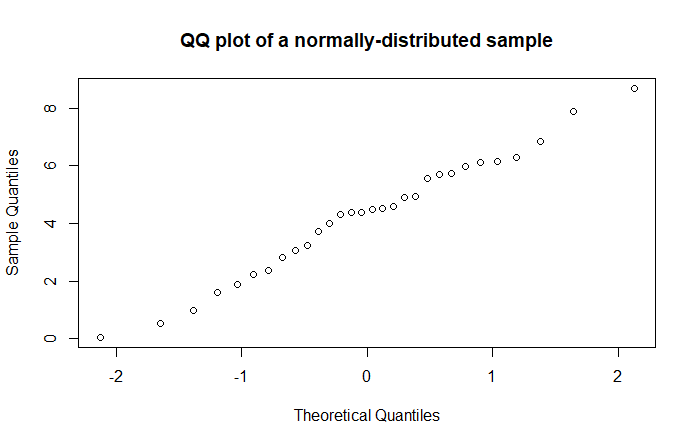 QQ plot of a normally-distributed sample
Sample Quantiles
8
6
4
2
0
-2 -1 0 1 2
Theoretical Quantiles